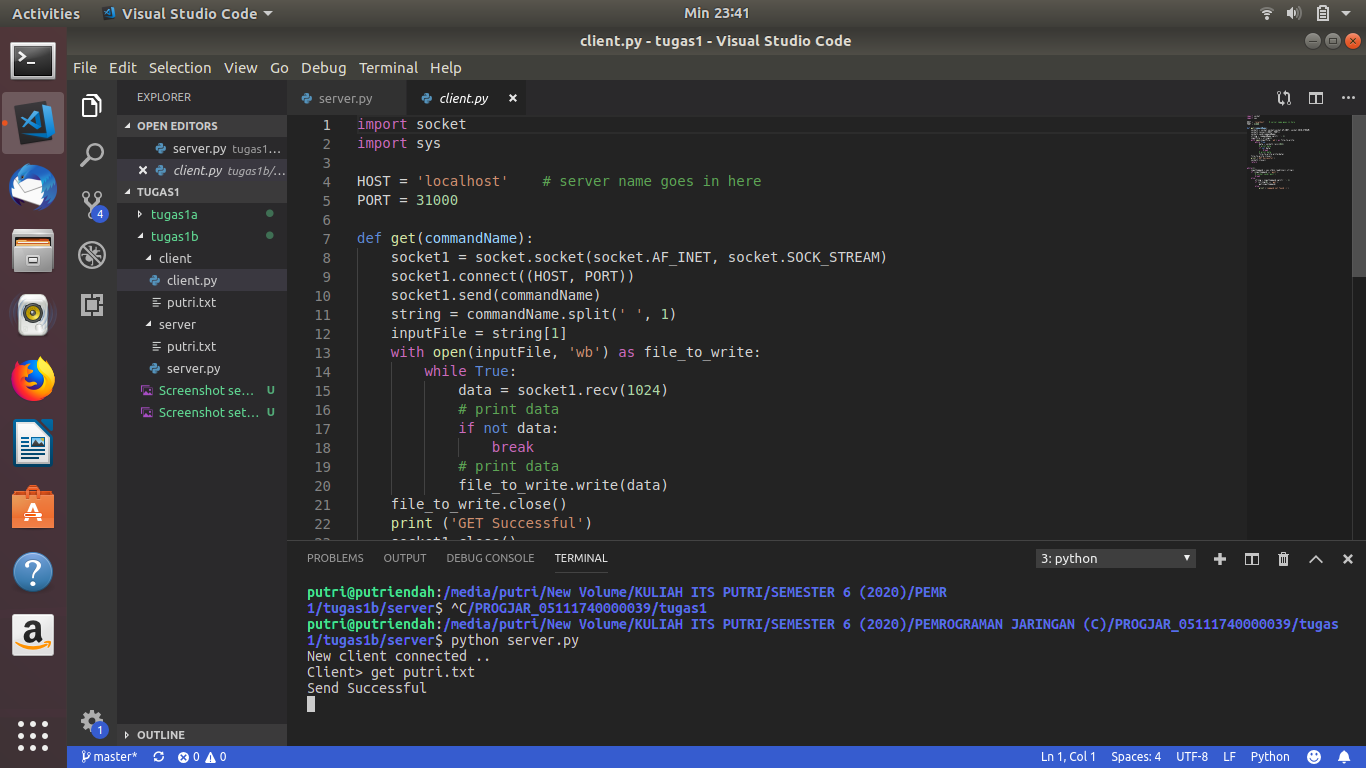 Activities
Visual Studio Code
Min 23:41
client.py - tugas1 - Visual Studio Code
File Edit Selection View Go Debug Terminal Help
EXPLORER
OPEN EDITORS
server.py tugas1...
client.py tugas1b/...
TUGAS1
tugas1a
tugas1b
client
client.py
putri.txt
server
putri.txt
server.py
Screenshot se... U
Screenshot set... U
OUTLINE
4
1
server.py
client.py
1 import socket
2 import sys
3
4 HOST = 'localhost'    # server name goes in here
5 PORT = 31000
6
7 def get(commandName):
8     socket1 = socket.socket(socket.AF_INET, socket.SOCK_STREAM)
9     socket1.connect((HOST, PORT))
10     socket1.send(commandName)
11     string = commandName.split(' ', 1)
12     inputFile = string[1]
13     with open(inputFile, 'wb') as file_to_write:
14         while True:
15             data = socket1.recv(1024)
16             # print data
17             if not data:
18                 break
19             # print data
20             file_to_write.write(data)
21     file_to_write.close()
22     print ('GET Successful')
23     socket1.close()
PROBLEMS OUTPUT DEBUG CONSOLE TERMINAL
3: python
putri@putriendah:/media/putri/New Volume/KULIAH ITS PUTRI/SEMESTER 6 (2020)/PEMR
1/tugas1b/server$ ^C/PROGJAR_05111740000039/tugas1
putri@putriendah:/media/putri/New Volume/KULIAH ITS PUTRI/SEMESTER 6 (2020)/PEMROGRAMAN JARINGAN (C)/PROGJAR_05111740000039/tugas
1/tugas1b/server$ python server.py
New client connected ..
Client> get putri.txt
Send Successful
master*
0 0
Ln 1, Col 1 Spaces: 4 UTF-8 LF Python